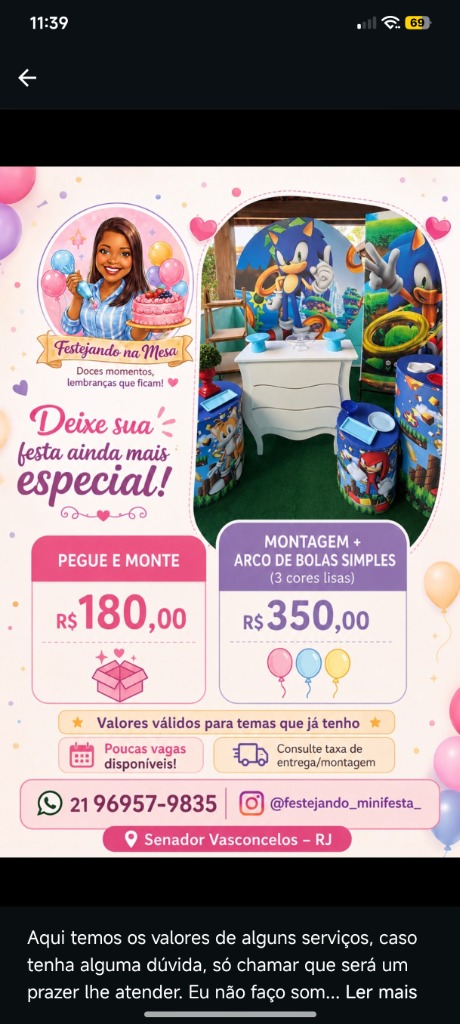 11:39
69
Festejando na Mesa
Doces momentos,
lembranças que ficam!
Deixe sua
festa ainda mais
especial!
PEGUE E MONTE
R$180,00
MONTAGEM +
ARCO DE BOLAS SIMPLES
(3 cores lisas)
R$350,00
Valores válidos para temas que já tenho
Poucas vagas
disponíveis!
Consulte taxa de
entrega/montagem
21 96957-9835
@festejando_minifesta_
Senador Vasconcelos – RJ
Aqui temos os valores de alguns serviços, caso
tenha alguma dúvida, só chamar que será um
prazer lhe atender. Eu não faço som... Ler mais